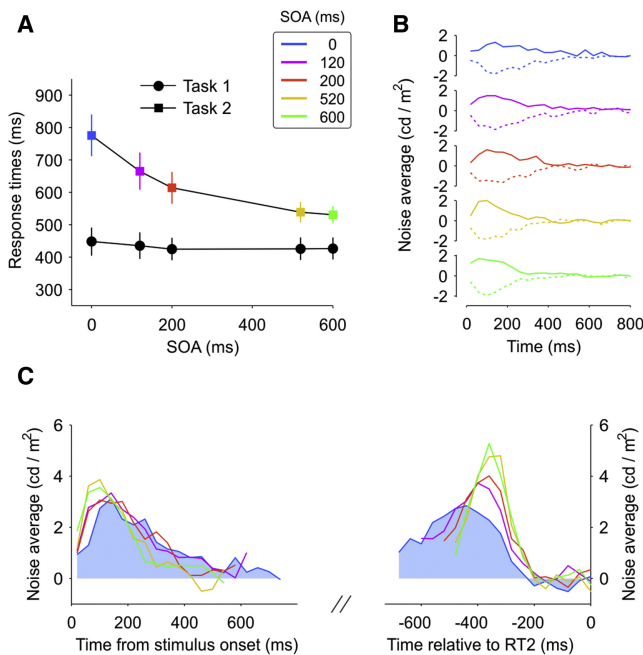 A
SOA (ms)
0
120
200
520
600
Task 1
Task 2
900
800
700
600
500
400
300
Response times (ms)
0 200 400 600
SOA (ms)
B
2
0
-2
2
0
-2
2
0
-2
2
0
-2
2
0
-2
Noise average (cd / m²)
0 200 400 600 800
Time (ms)
C
6
4
2
0
Noise average (cd / m²)
0 200 400 600
Time from stimulus onset (ms)
//
-600 -400 -200 0
Time relative to RT2 (ms)
6
4
2
0
Noise average (cd / m²)